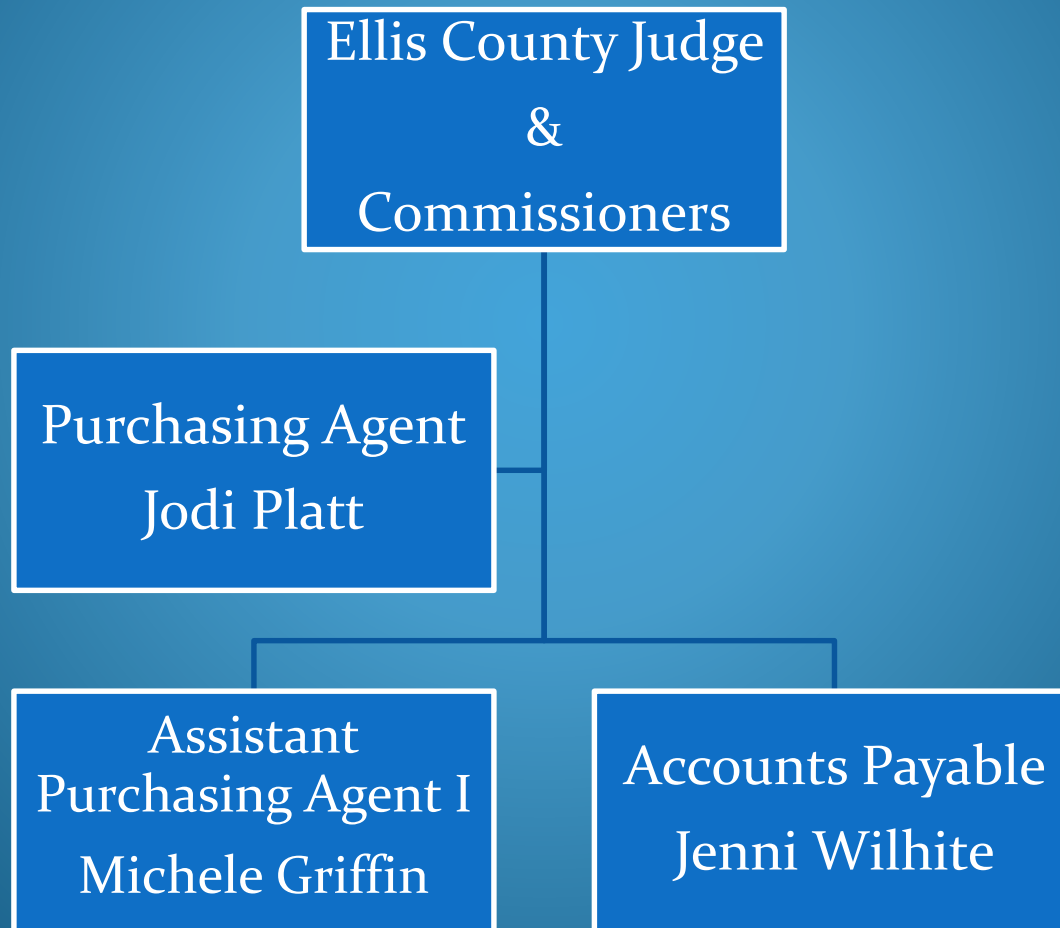 Ellis County Judge
&
Commissioners
Purchasing Agent
Jodi Platt
Assistant
Purchasing Agent I
Michele Griffin
Accounts Payable
Jenni Wilhite